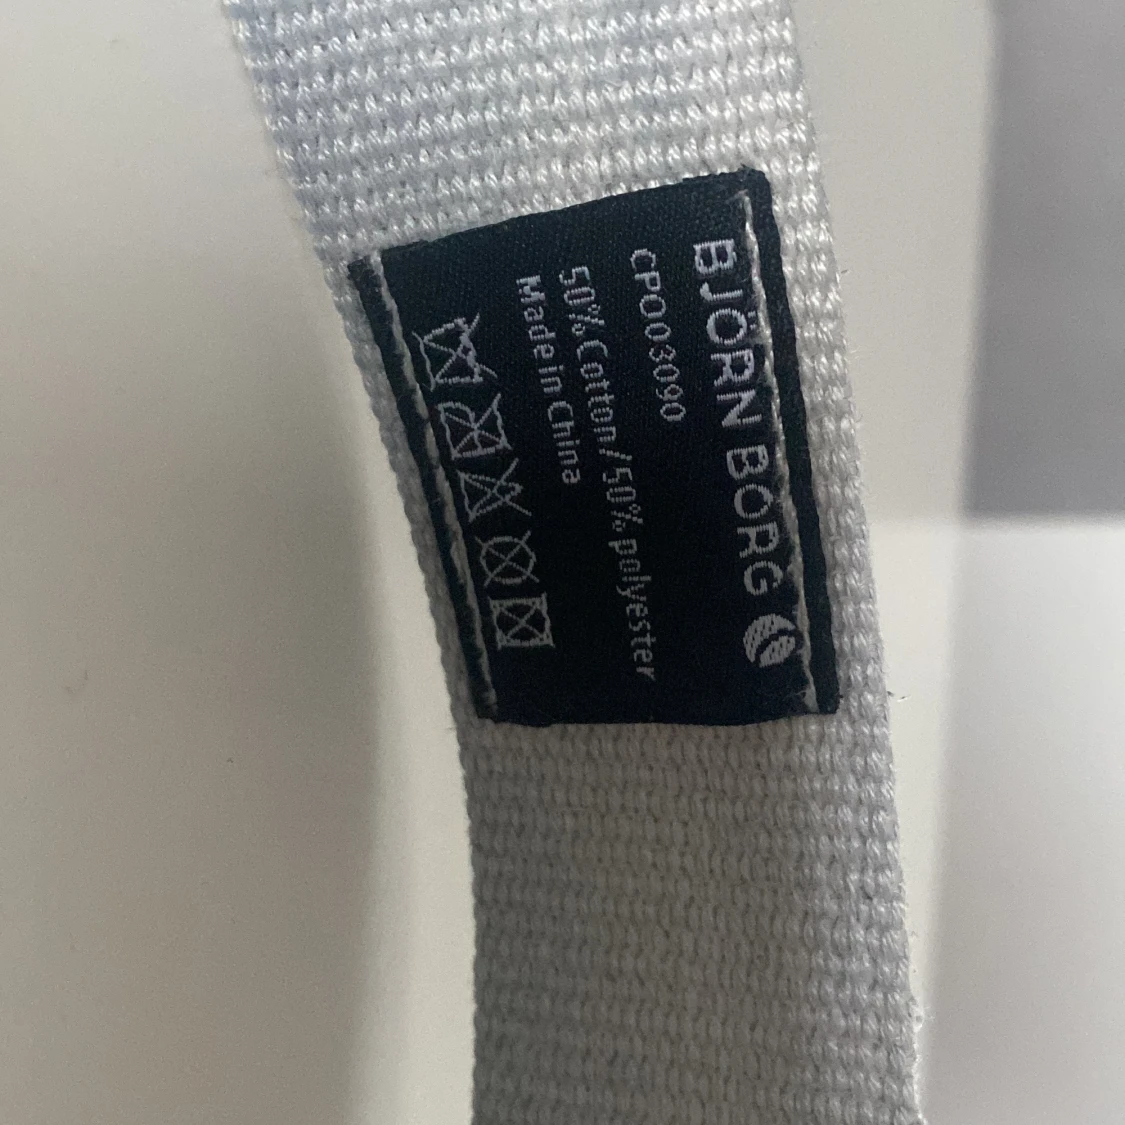 BJÖRN BORG
CP003090
50% Cotton/50% polyester
Made in China